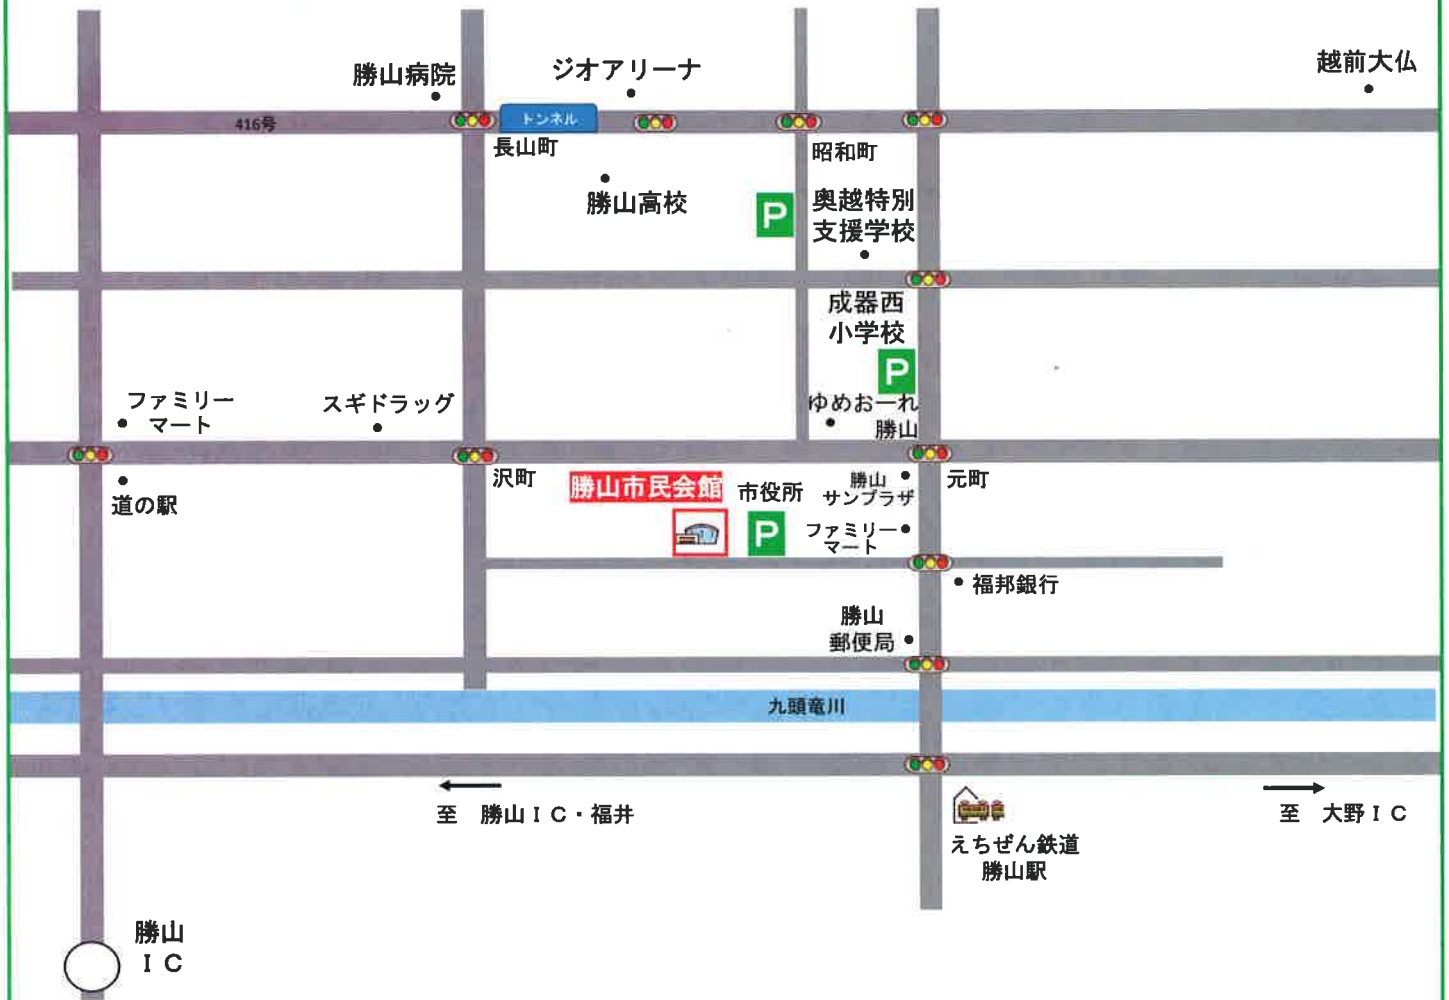 勝山病院
ジオアリーナ
越前大仏
416号
トンネル
長山町
昭和町
勝山高校
P
奥越特別
支援学校
成器西
小学校
P
ファミリー
マート
スギドラッグ
ゆめおーれ
勝山
道の駅
沢町
勝山市民会館
市役所
P
勝山
サンプラザ
元町
ファミリー
マート
福邦銀行
勝山
郵便局
九頭竜川
至 勝山ＩＣ・福井
至 大野ＩＣ
えちぜん鉄道
勝山駅
勝山
ＩＣ